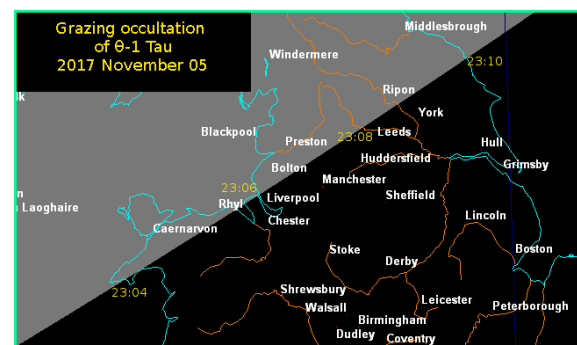 Grazing occultation
of θ-1 Tau
2017 November 05
Middlesbrough
Windermere
23:10
Ripon
York
Blackpool
Preston
23:08
Leeds
Hull
Bolton
Huddersfield
Grimsby
Manchester
23:06
Rhyl
Liverpool
Sheffield
Laoghaire
Chester
Lincoln
Caernarvon
Stoke
Boston
Derby
23:04
Shrewsbury
Leicester
Peterborough
Walsall
Birmingham
Dudley
Coventry